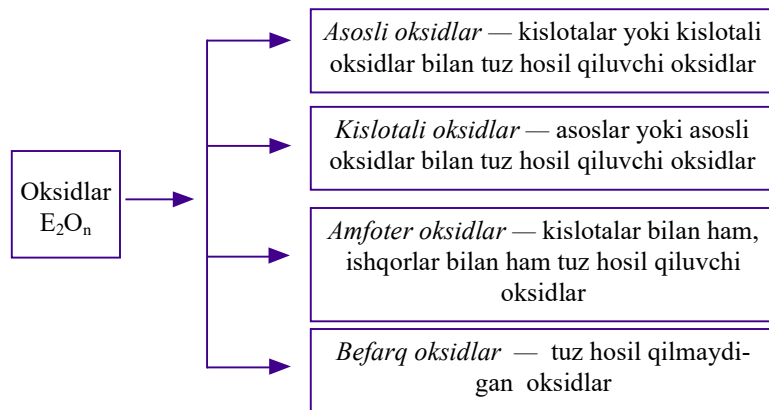 Asosli oksidlar — kislotalar yoki kislotali
oksidlar bilan tuz hosil qiluvchi oksidlar
Kislotali oksidlar — asoslar yoki asosli
oksidlar bilan tuz hosil qiluvchi oksidlar
Oksidlar
E₂Oₙ
Amfoter oksidlar — kislotalar bilan ham,
ishqorlar bilan ham tuz hosil qiluvchi
oksidlar
Befarq oksidlar — tuz hosil qilmaydi-
gan oksidlar